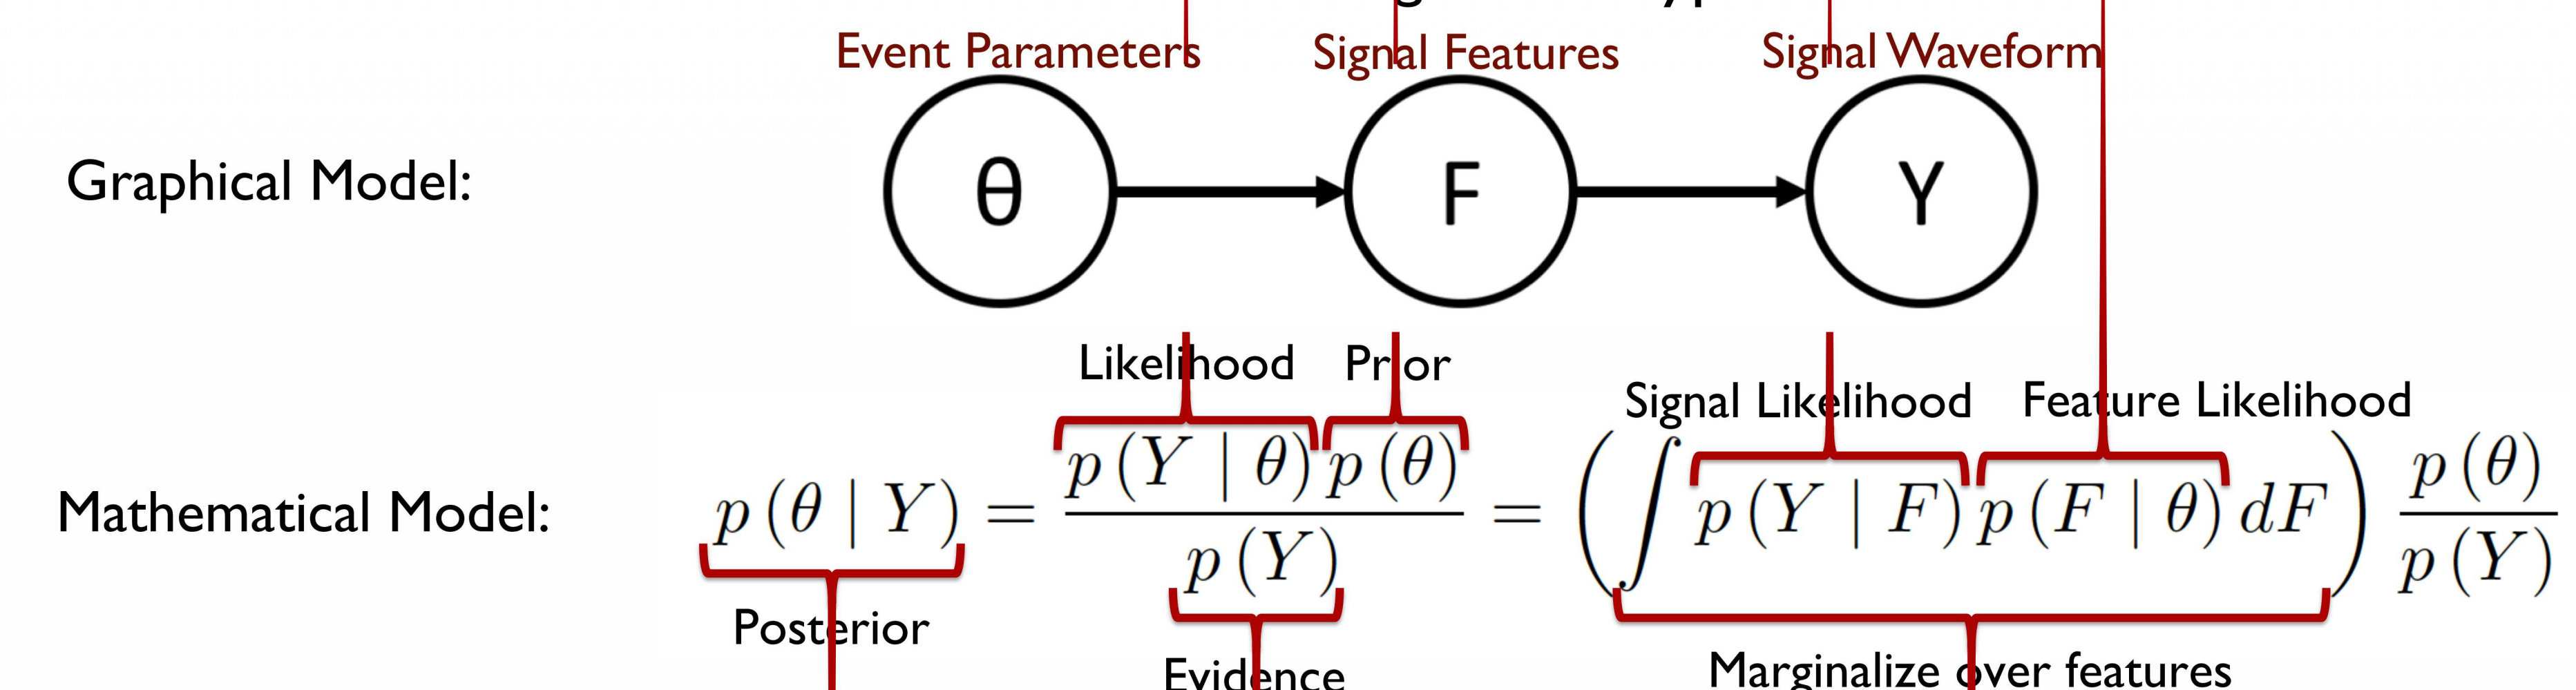 Event Parameters Signal Features Signal Waveform
Graphical Model: θ F Y
Likelihood Prior
Signal Likelihood Feature Likelihood
Mathematical Model: p (θ | Y) = p (Y | θ) p (θ) / p (Y) = (∫ p (Y | F) p (F | θ) dF) p (θ) / p (Y)
Posterior
Evidence Marginalize over features